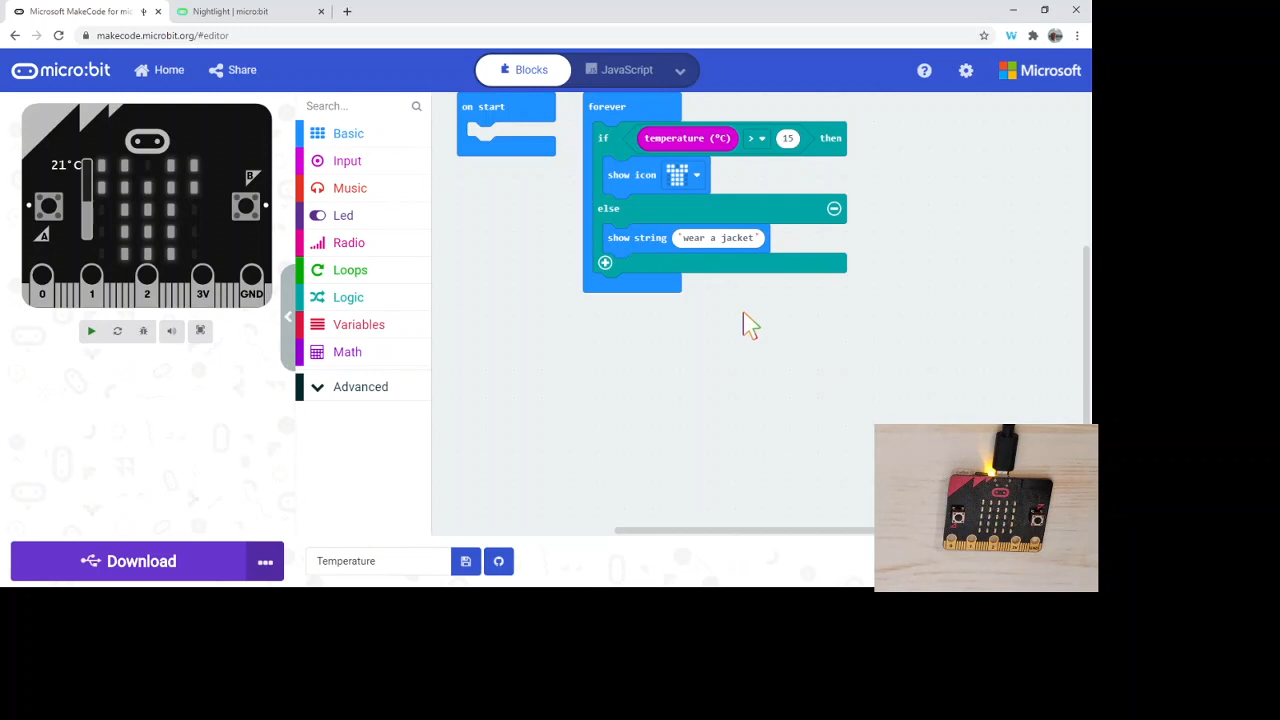 Microsoft MakeCode for mic
Nightlight | micro:bit
makecode.microbit.org/#editor
micro:bit
Home
Share
Blocks
JavaScript
Microsoft
21°C
A
B
0
1
2
3V
GND
Search...
Basic
Input
Music
Led
Radio
Loops
Logic
Variables
Math
Advanced
on start
forever
if temperature (°C) > 15 then
show icon
else
show string "wear a jacket"
Download
Temperature